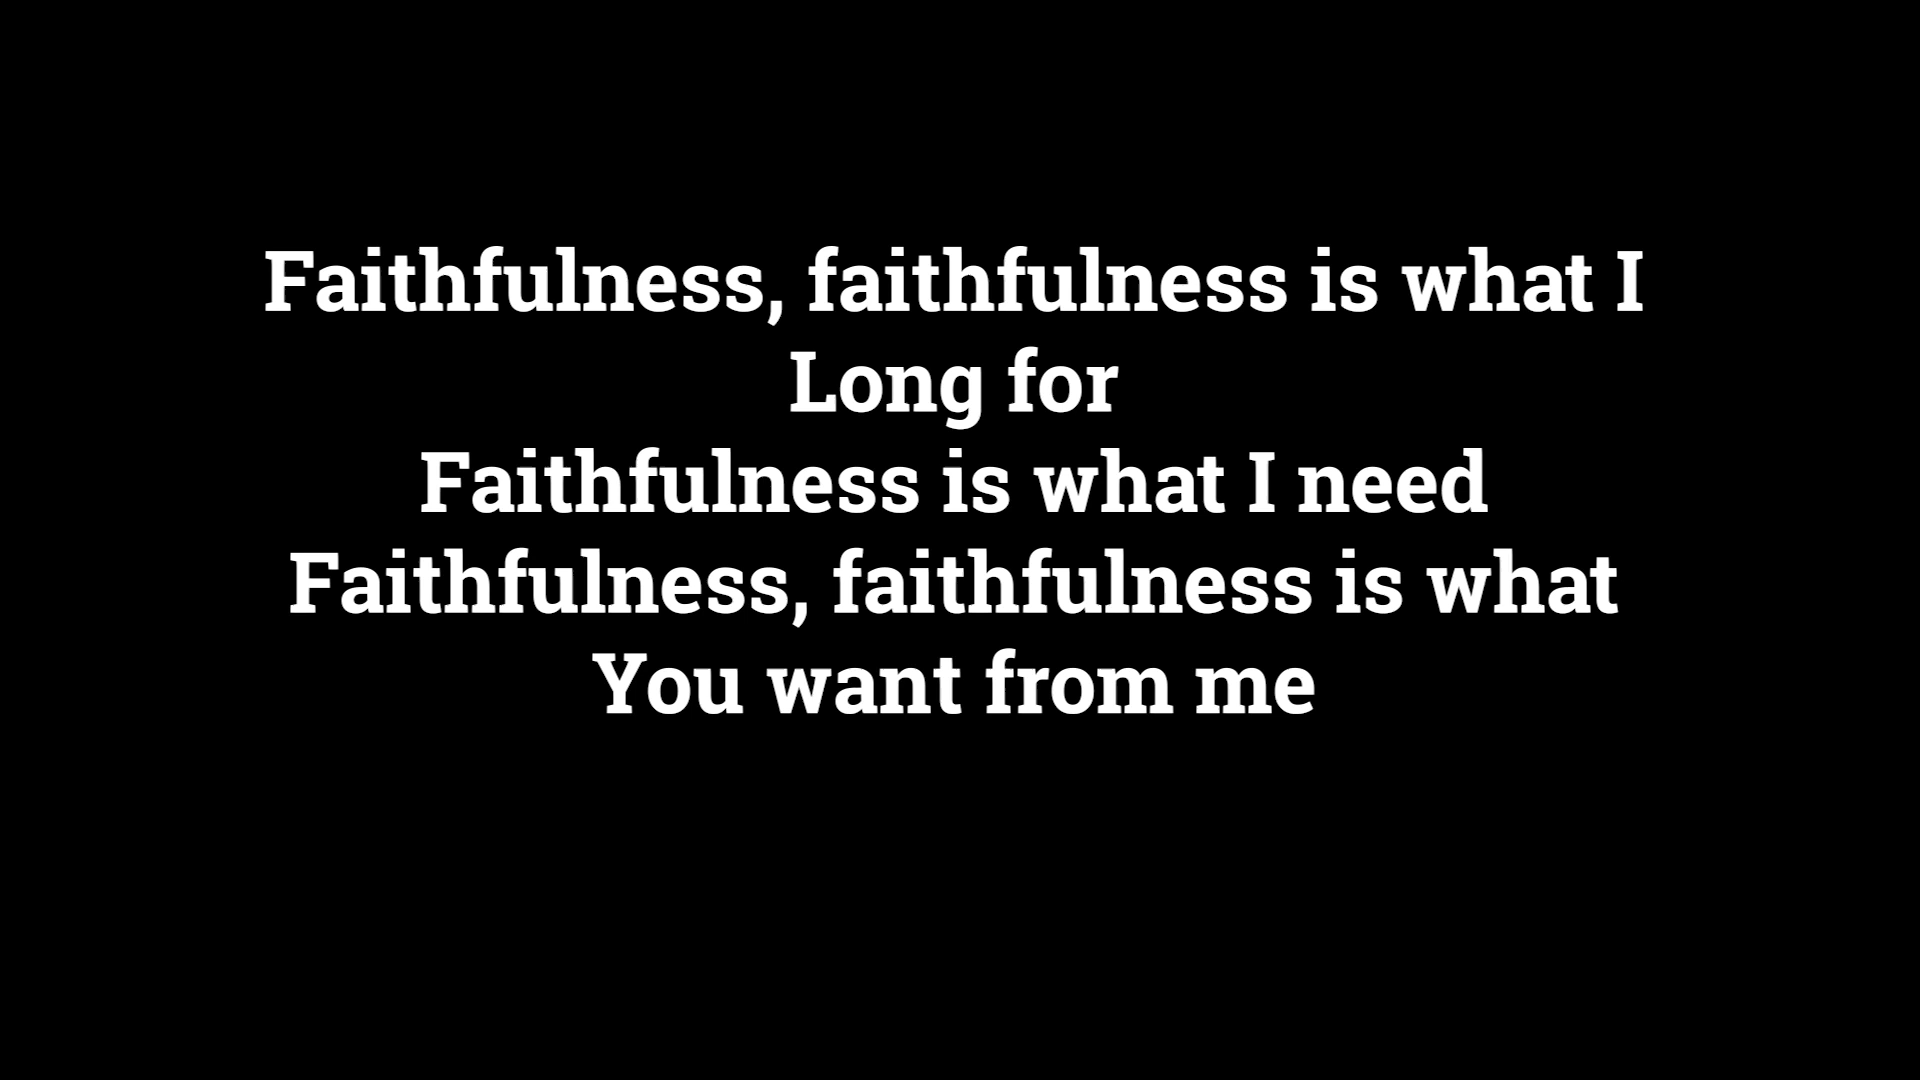 Faithfulness, faithfulness is what I
Long for
Faithfulness is what I need
Faithfulness, faithfulness is what
You want from me